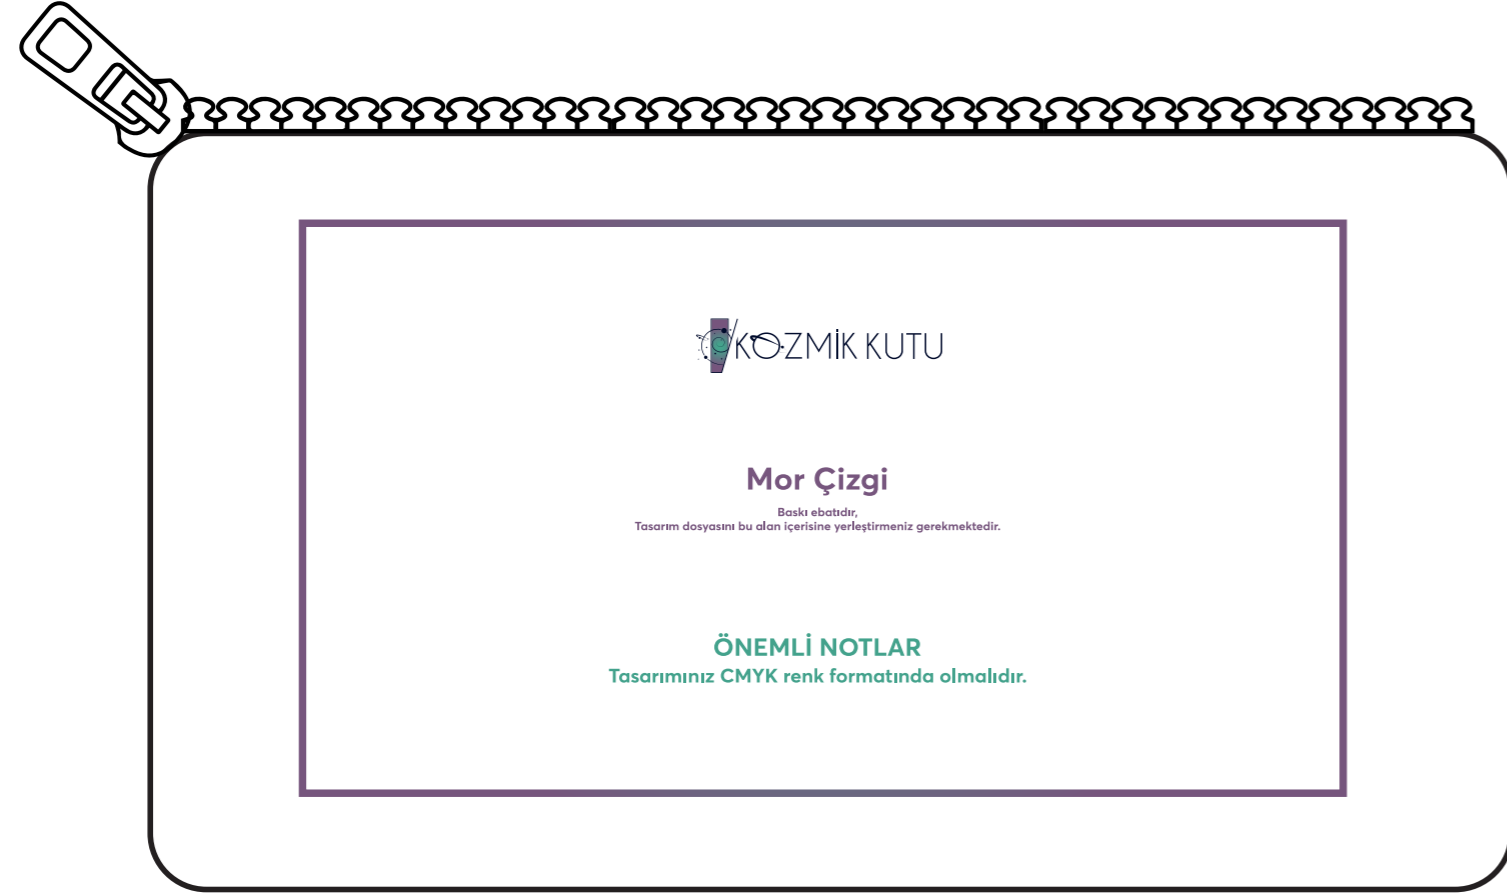 KOZMİK KUTU
Mor Çizgi
Baskı ebatıdır,
Tasarım dosyasını bu alan içerisine yerleştirmeniz gerekmektedir.
ÖNEMLİ NOTLAR
Tasarımınız CMYK renk formatında olmalıdır.